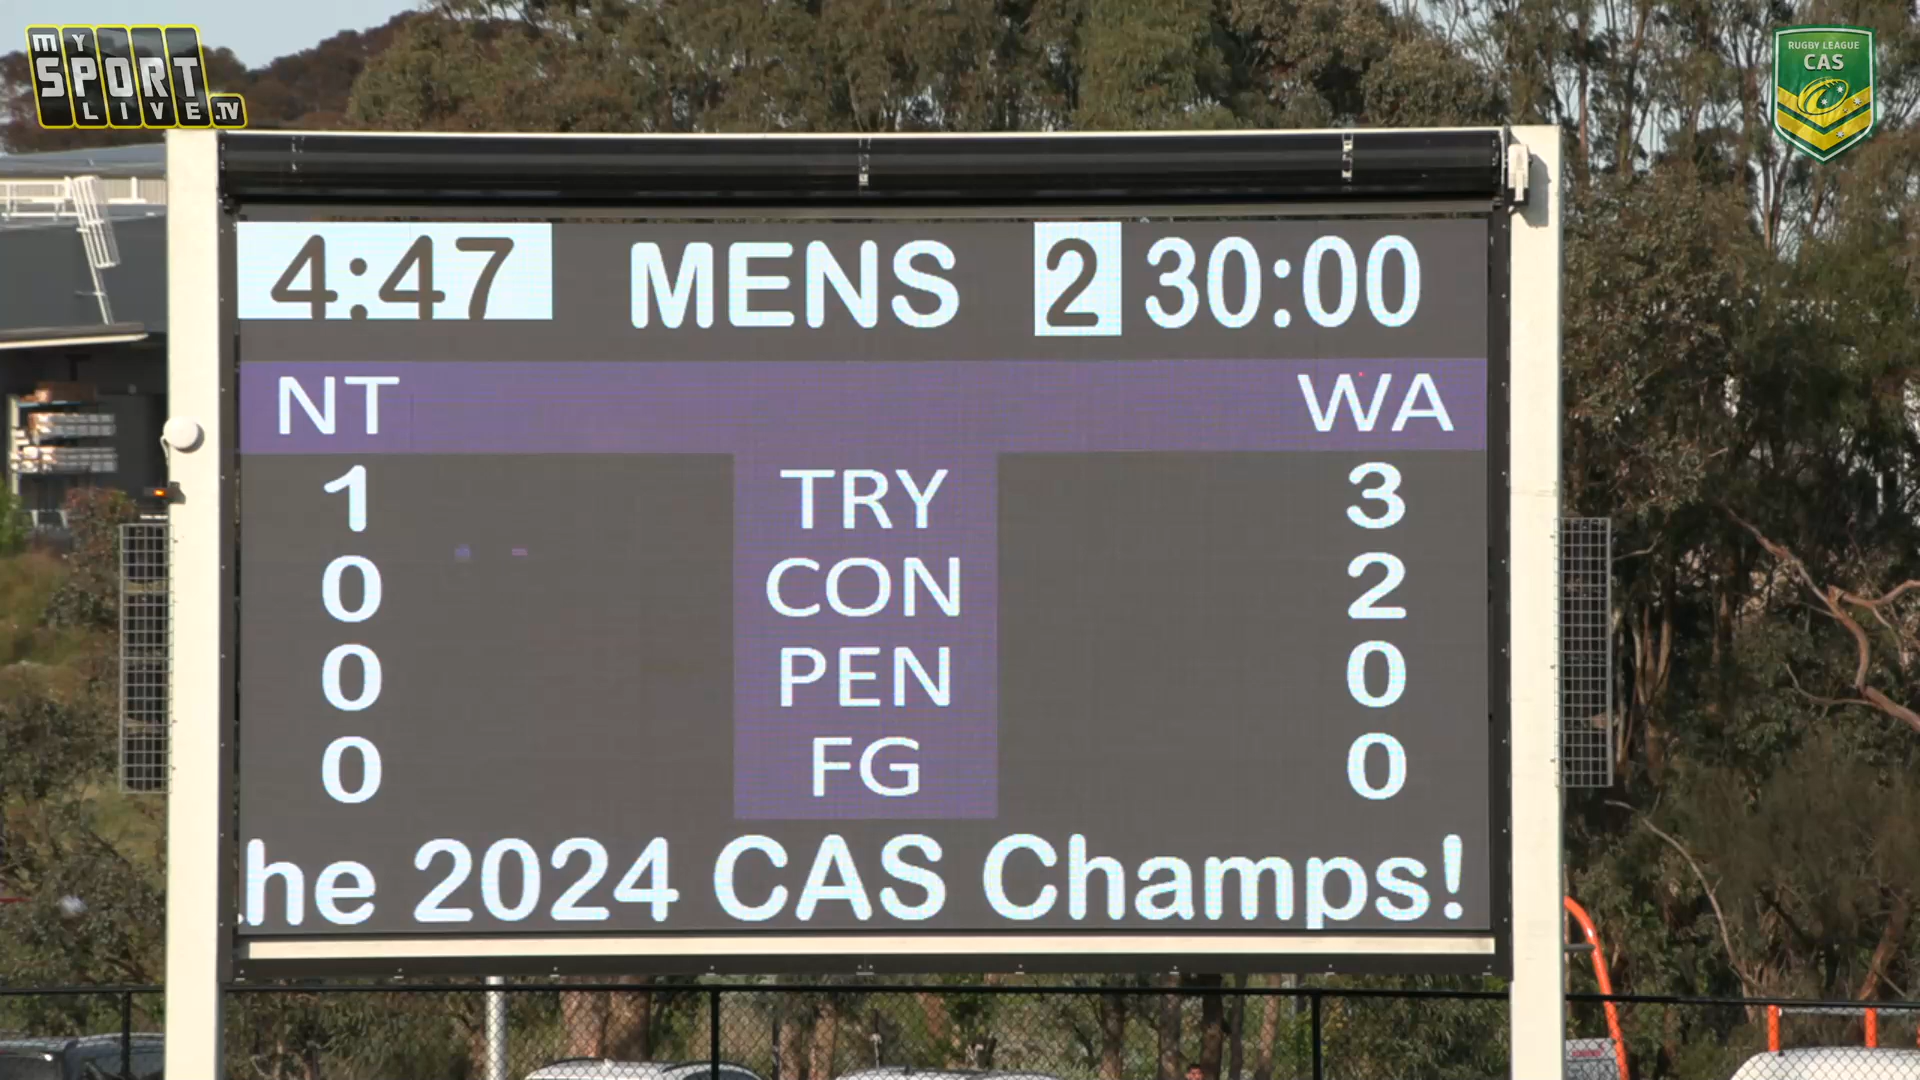 MY
SPORT
LIVE.TV
RUGBY LEAGUE
CAS
4:47 MENS 2 30:00
NT WA
1 TRY 3
0 CON 2
0 PEN 0
0 FG 0
he 2024 CAS Champs!